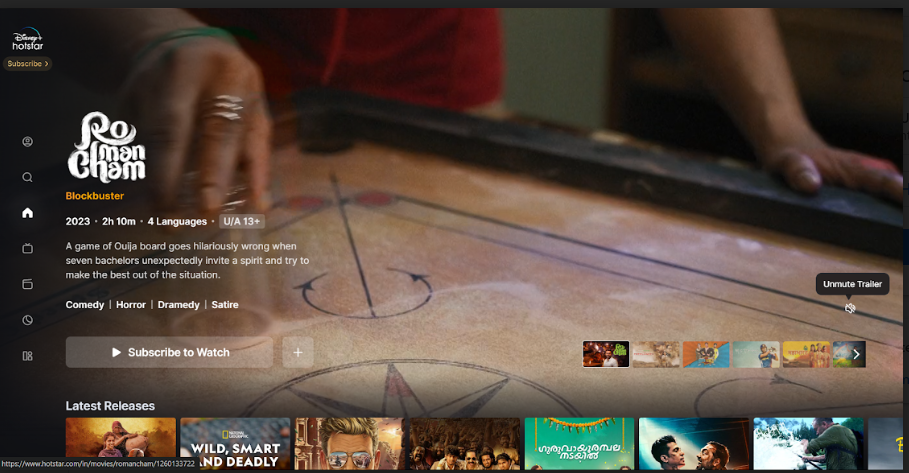 Disney+
hotstar
Subscribe >
Romancham
Blockbuster
2023 • 2h 10m • 4 Languages • U/A 13+
A game of Ouija board goes hilariously wrong when
seven bachelors unexpectedly invite a spirit and try to
make the best out of the situation.
Unmute Trailer
Comedy | Horror | Dramedy | Satire
Subscribe to Watch
Latest Releases
NATIONAL GEOGRAPHIC
WILD, SMART
AND DEADLY
ഗുരുവായൂരമ്പല
നടയിൽ
https://www.hotstar.com/in/movies/romancham/1260133722